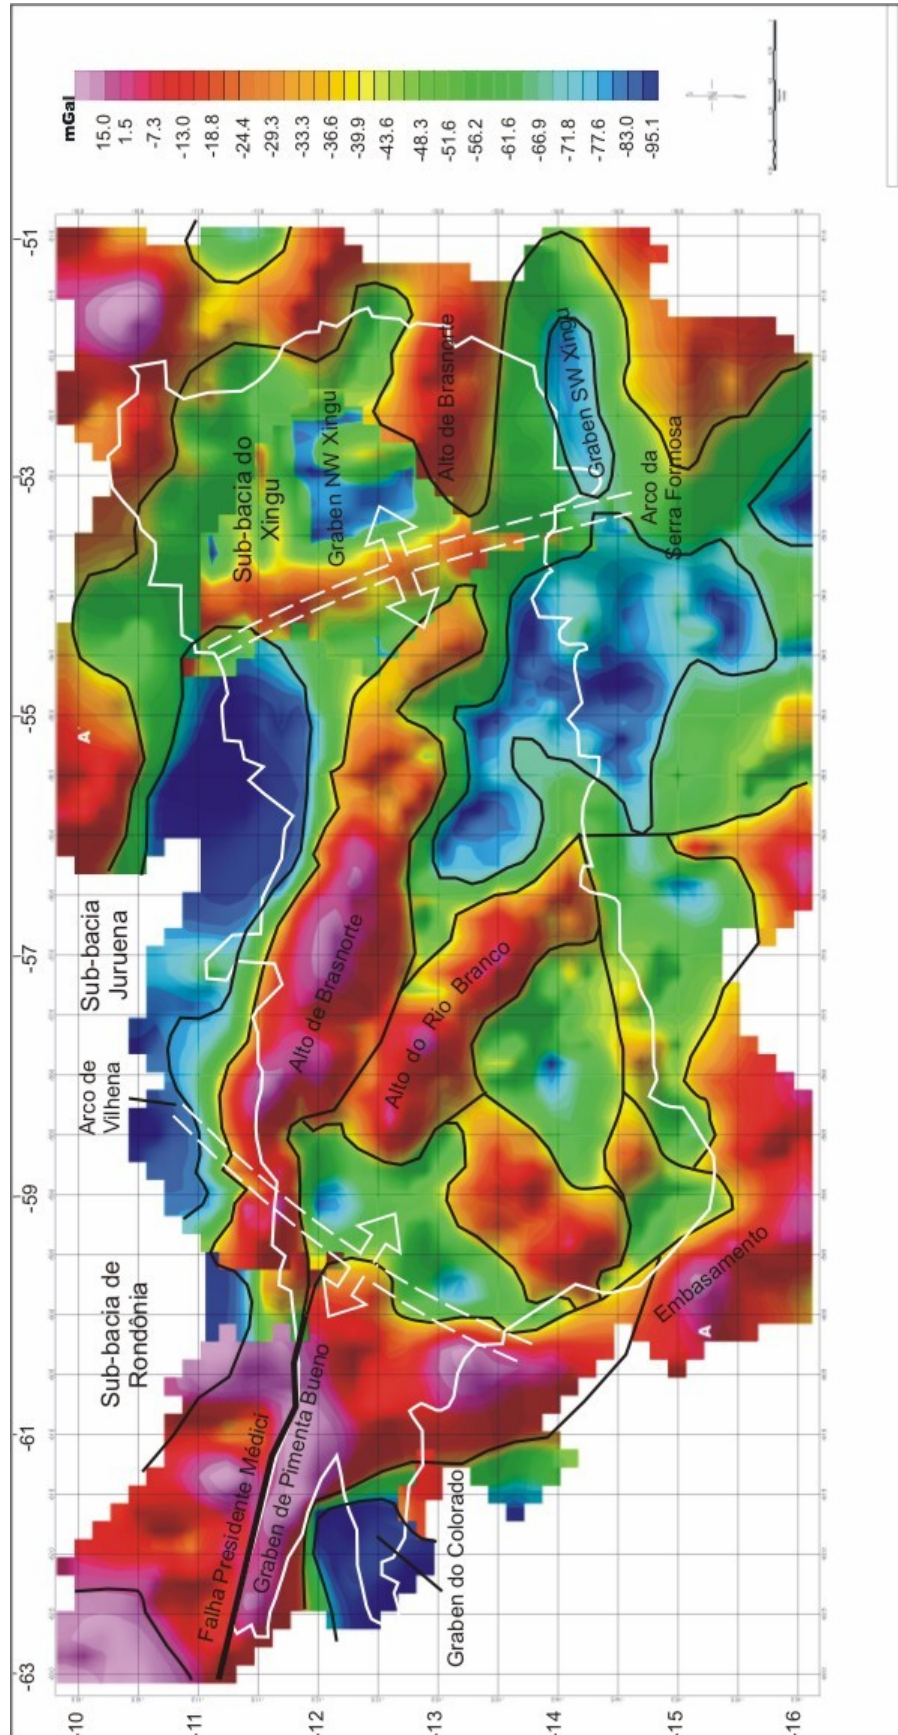 mGal
15.0
1.5
-7.3
-13.0
-18.8
-24.4
-29.3
-33.3
-36.6
-39.9
-43.6
-48.3
-51.6
-56.2
-61.6
-66.9
-71.8
-77.6
-83.0
-95.1
-63
-61
-59
-57
-55
-53
-51
-10
-11
-12
-13
-14
-15
-16
Sub-bacia de
Rondônia
Arco de
Vilhena
Sub-bacia
Juruena
A'
Sub-bacia do
Xingu
Graben NW Xingu
Falha Presidente Médici
Graben de Pimenta Bueno
Alto de Brasnorte
Alto do Rio Branco
Alto de Brasnorte
Graben SW Xingu
Arco da
Serra Formosa
Graben do Colorado
Embasamento
A